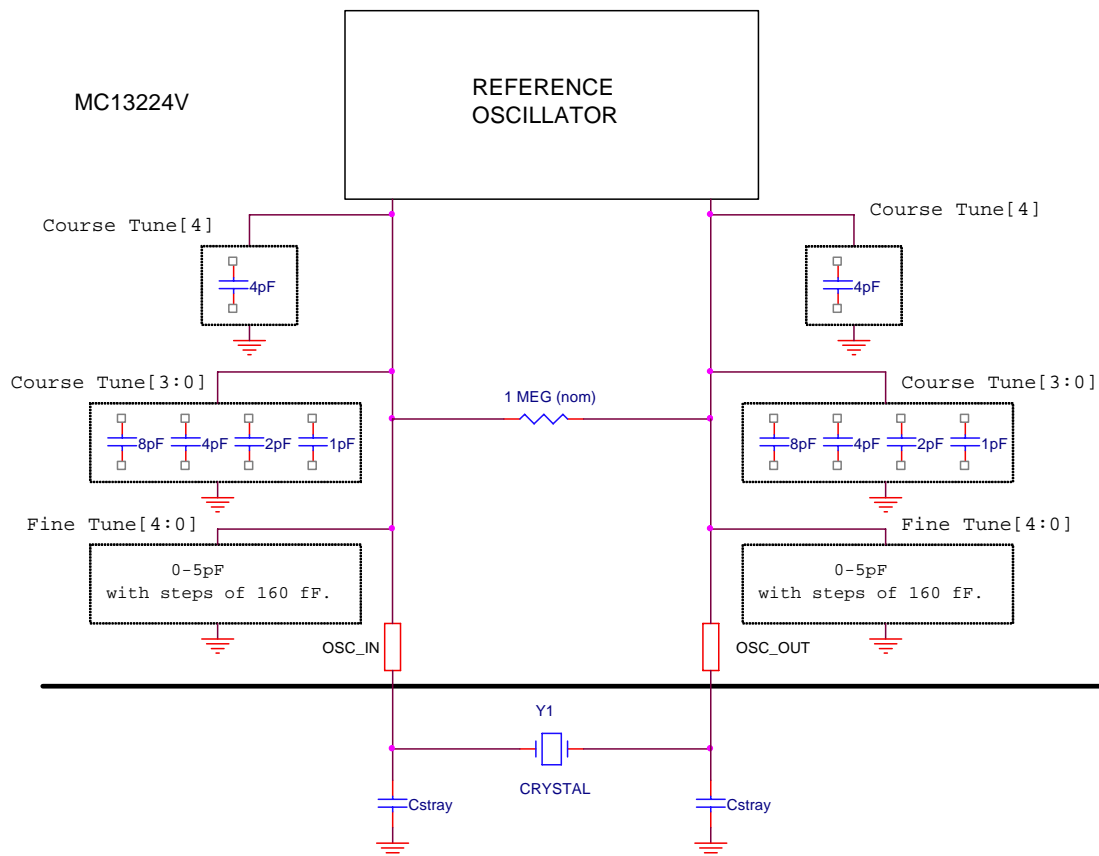 MC13224V
REFERENCE
OSCILLATOR
Course Tune[4]
4pF
Course Tune[4]
4pF
Course Tune[3:0]
8pF 4pF 2pF 1pF
1 MEG (nom)
Course Tune[3:0]
8pF 4pF 2pF 1pF
Fine Tune[4:0]
0-5pF
with steps of 160 fF.
Fine Tune[4:0]
0-5pF
with steps of 160 fF.
OSC_IN
OSC_OUT
Y1
CRYSTAL
Cstray
Cstray